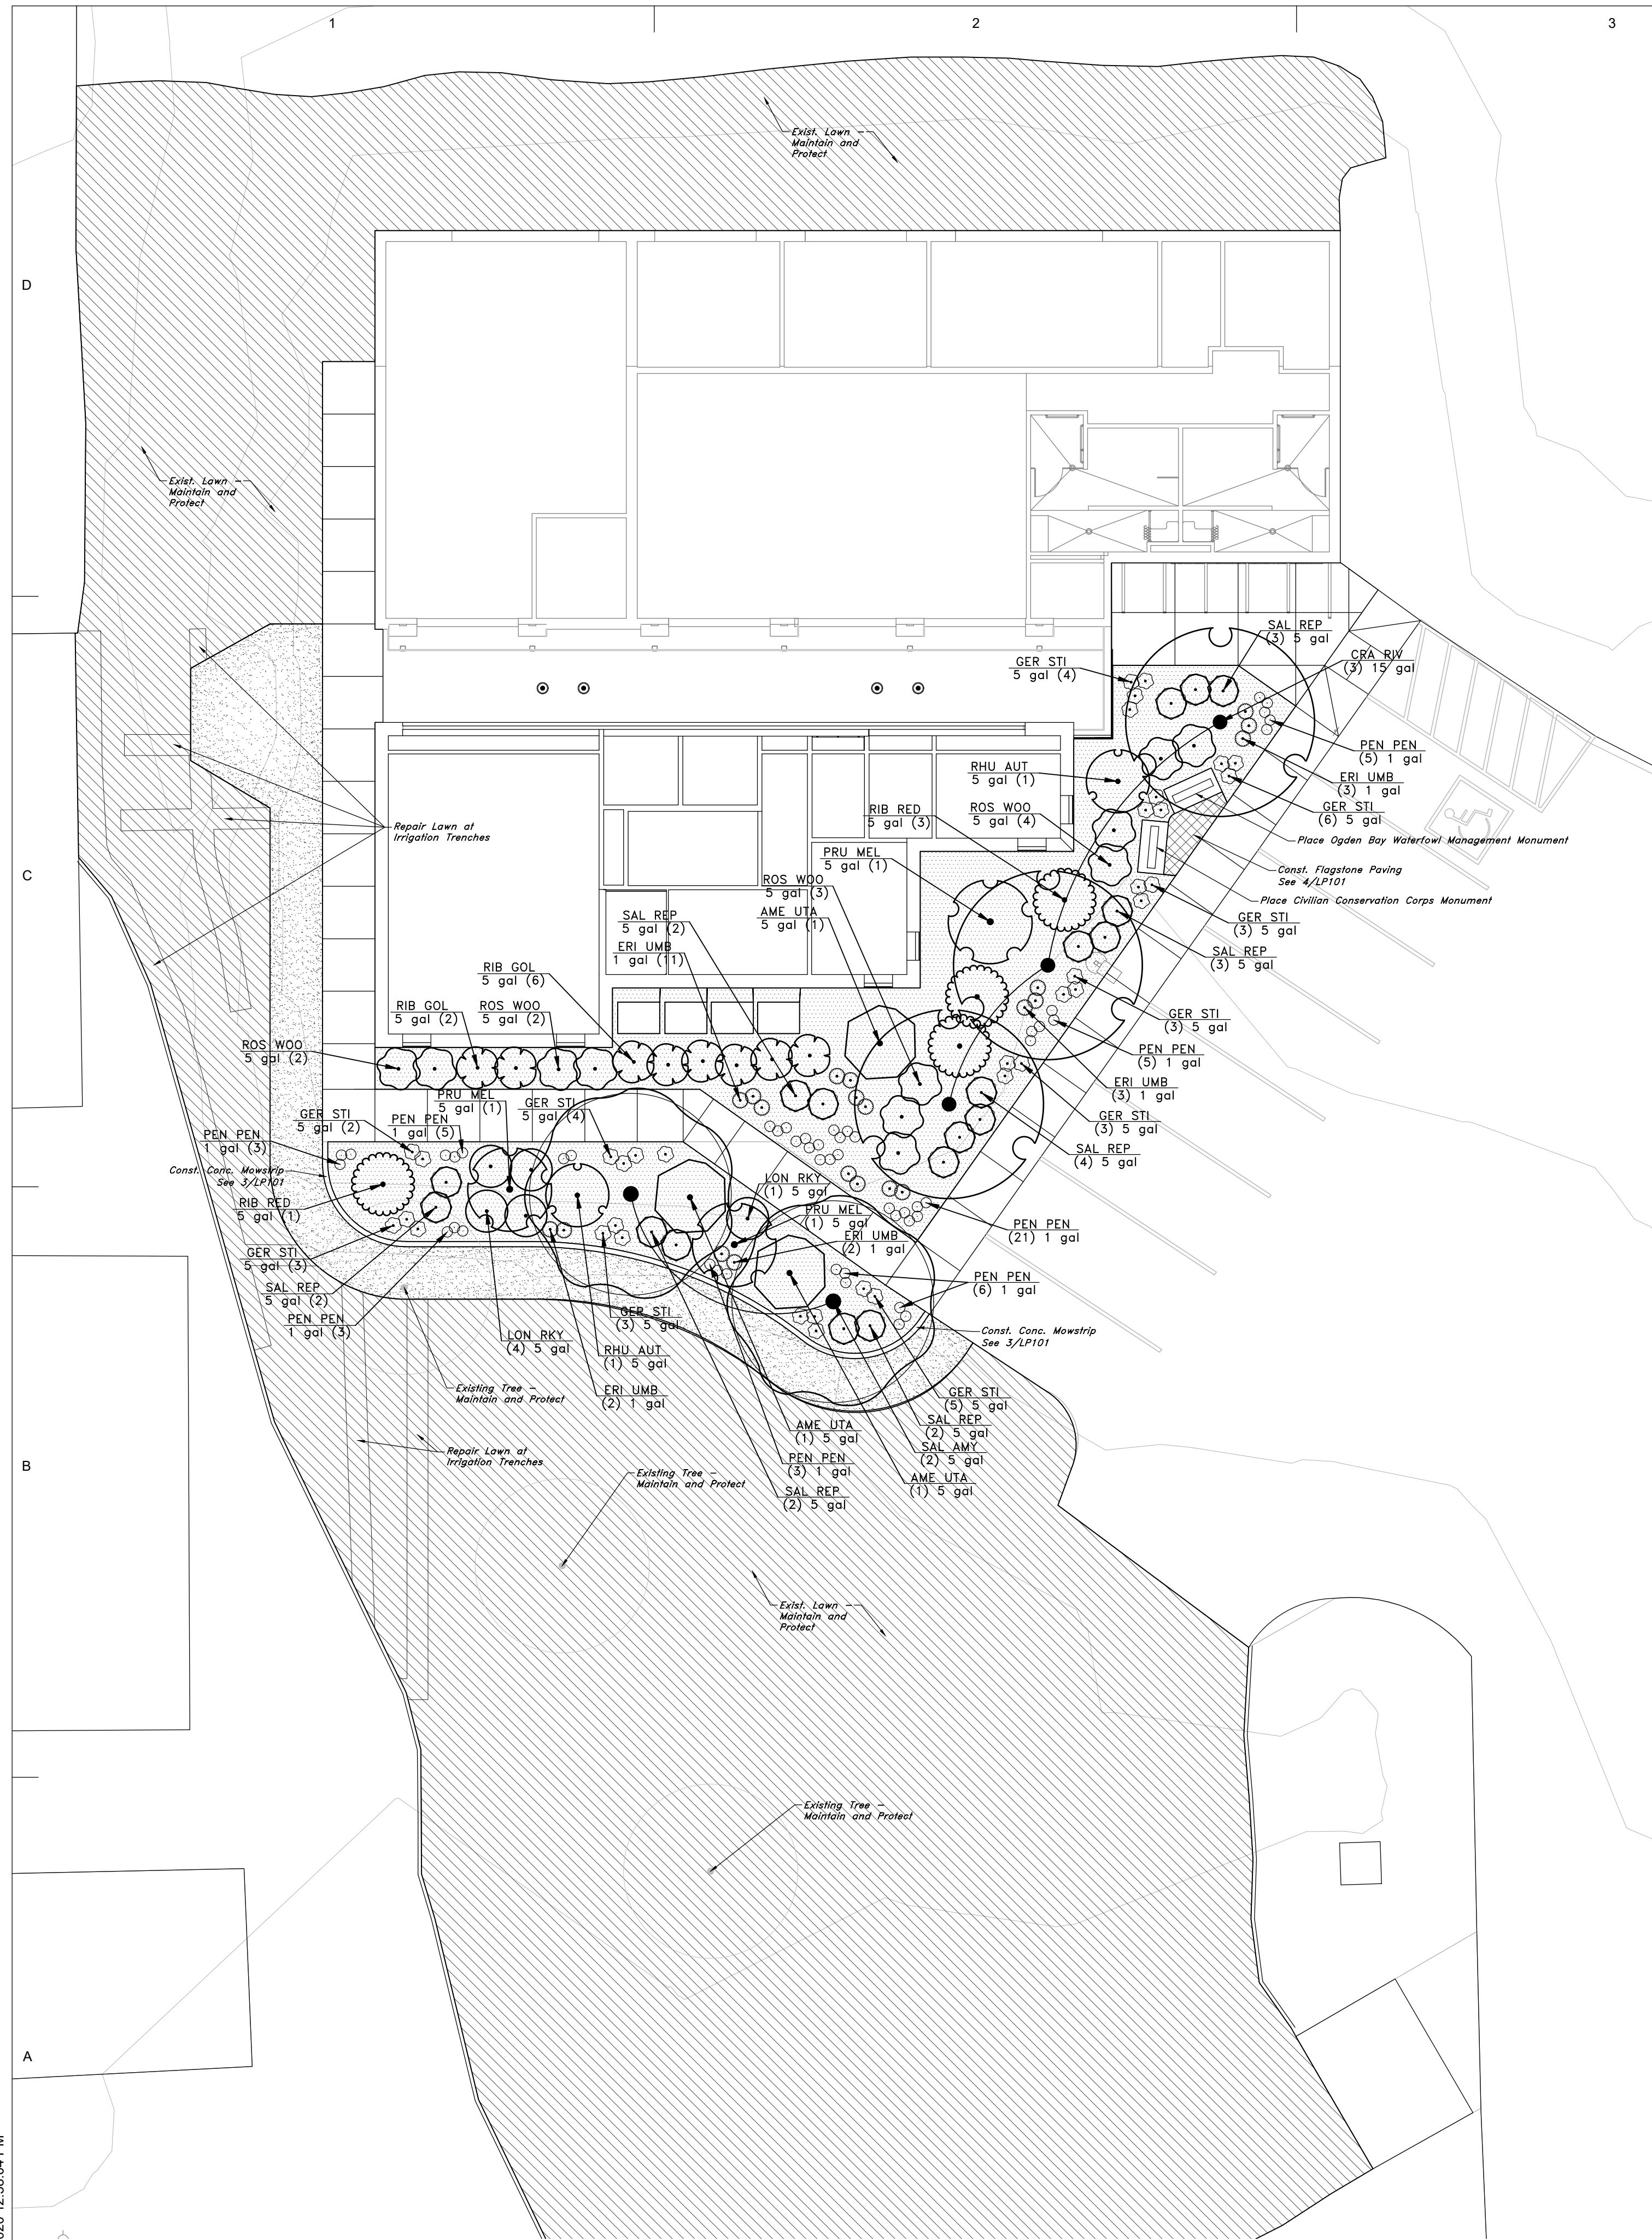 1
2
3
Exist. Lawn -
Maintain and
Protect
D
Exist. Lawn -
Maintain and
Protect
SAL REP
(3) 5 gal
CRA RIV
(3) 15 gal
GER STI
5 gal (4)
PEN PEN
(5) 1 gal
ERI UMB
(3) 1 gal
GER STI
(6) 5 gal
RHU AUT
5 gal (1)
RIB RED
5 gal (3)
ROS WOO
5 gal (4)
Repair Lawn at
Irrigation Trenches
Place Ogden Bay Waterfowl Management Monument
PRU MEL
5 gal (1)
C
Const. Flagstone Paving
See 4/LP101
ROS WOO
5 gal (3)
Place Civilian Conservation Corps Monument
SAL REP
5 gal (2)
AME UTA
5 gal (1)
GER STI
(3) 5 gal
ERI UMB
1 gal (11)
SAL REP
(3) 5 gal
RIB GOL
5 gal (6)
RIB GOL
5 gal (2)
ROS WOO
5 gal (2)
GER STI
(3) 5 gal
ROS WOO
5 gal (2)
PEN PEN
(5) 1 gal
ERI UMB
(3) 1 gal
PRU MEL
5 gal (1)
GER STI
5 gal (4)
GER STI
5 gal (2)
PEN PEN
1 gal (5)
GER STI
(3) 5 gal
PEN PEN
1 gal (3)
SAL REP
(4) 5 gal
Const. Conc. Mowstrip
See 3/LP101
LON RKY
(1) 5 gal
RIB RED
5 gal (1)
PRU MEL
(1) 5 gal
PEN PEN
(21) 1 gal
ERI UMB
(2) 1 gal
GER STI
5 gal (3)
PEN PEN
(6) 1 gal
SAL REP
5 gal (2)
GER STI
(3) 5 gal
PEN PEN
1 gal (3)
LON RKY
(4) 5 gal
Const. Conc. Mowstrip
See 3/LP101
RHU AUT
(1) 5 gal
Existing Tree -
Maintain and Protect
ERI UMB
(2) 1 gal
GER STI
(5) 5 gal
AME UTA
(1) 5 gal
SAL REP
(2) 5 gal
SAL AMY
(2) 5 gal
Repair Lawn at
Irrigation Trenches
B
PEN PEN
(3) 1 gal
Existing Tree -
Maintain and Protect
AME UTA
(1) 5 gal
SAL REP
(2) 5 gal
Exist. Lawn -
Maintain and
Protect
Existing Tree -
Maintain and Protect
A